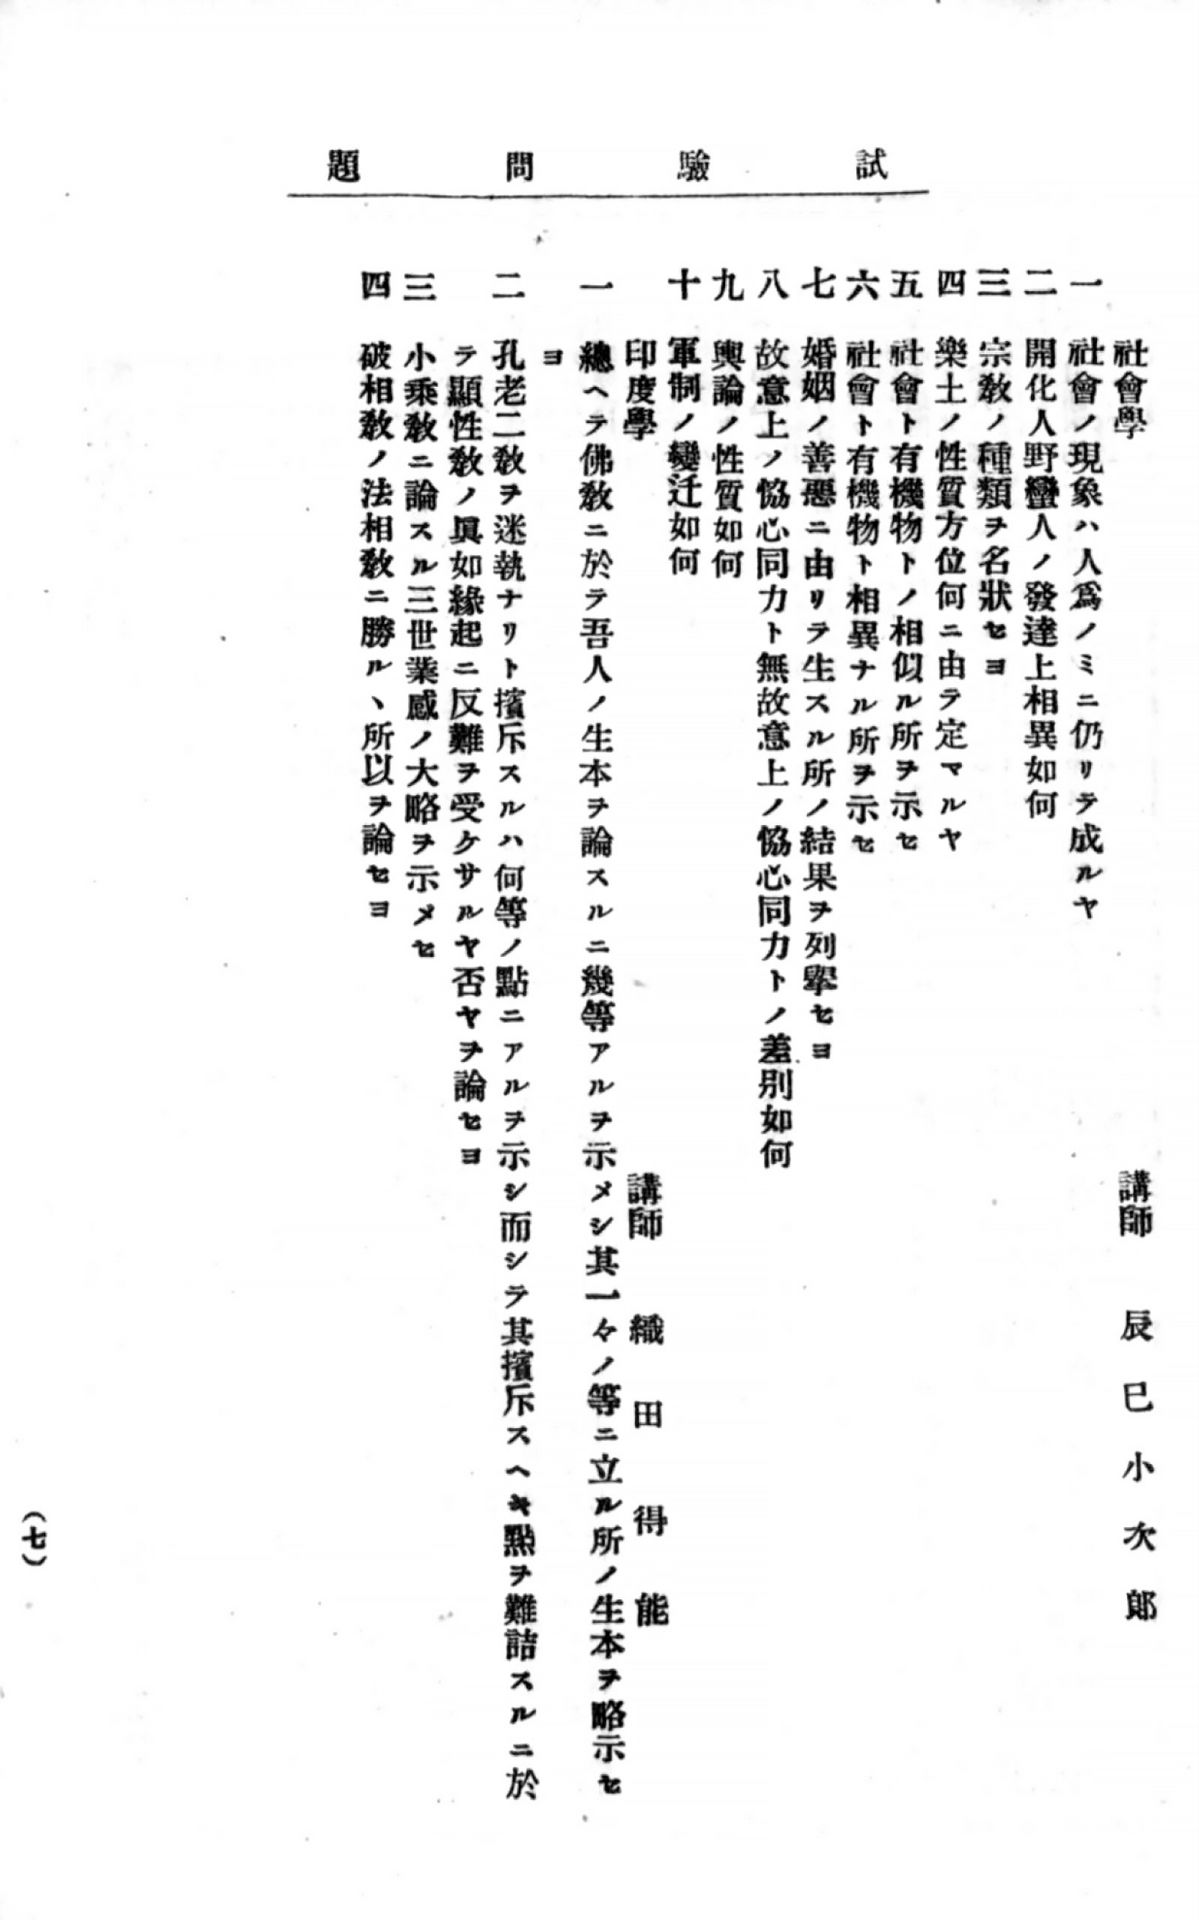 試驗問題
社會學 講師 辰巳小次郎
一 社會ノ現象ハ人爲ノミニ仍リテ成ルヤ
二 開化人野蠻人ノ發達上相異如何
三 宗敎ノ種類ヲ名狀セヨ
四 樂土ノ性質方位何ニ由テ定マルヤ
五 社會ト有機物トノ相似ル所ヲ示セ
六 社會ト有機物ト相異ナル所ヲ示セ
七 婚姻ノ善惡ニ由リテ生スル所ノ結果ヲ列擧セヨ
八 故意上ノ恊心同力ト無故意上ノ恊心同力トノ差別如何
九 輿論ノ性質如何
十 軍制ノ變迁如何
印度學 講師 織田得能
一 總ヘテ佛敎ニ於テ吾人ノ生本ヲ論スルニ幾等アルヲ示メシ其一々ノ等ニ立ル所ノ生本ヲ略示セ
ヨ
二 孔老二敎ヲ迷執ナリト擯斥スルハ何等ノ點ニアルヲ示シ而シテ其擯斥スヘキ點ヲ難詰スルニ於
テ顯性敎ノ眞如緣起ニ反難ヲ受ケサルヤ否ヤヲ論セヨ
三 小乘敎ニ論スル三世業感ノ大略ヲ示メセ
四 破相敎ノ法相敎ニ勝ルヽ所以ヲ論セヨ
（七）